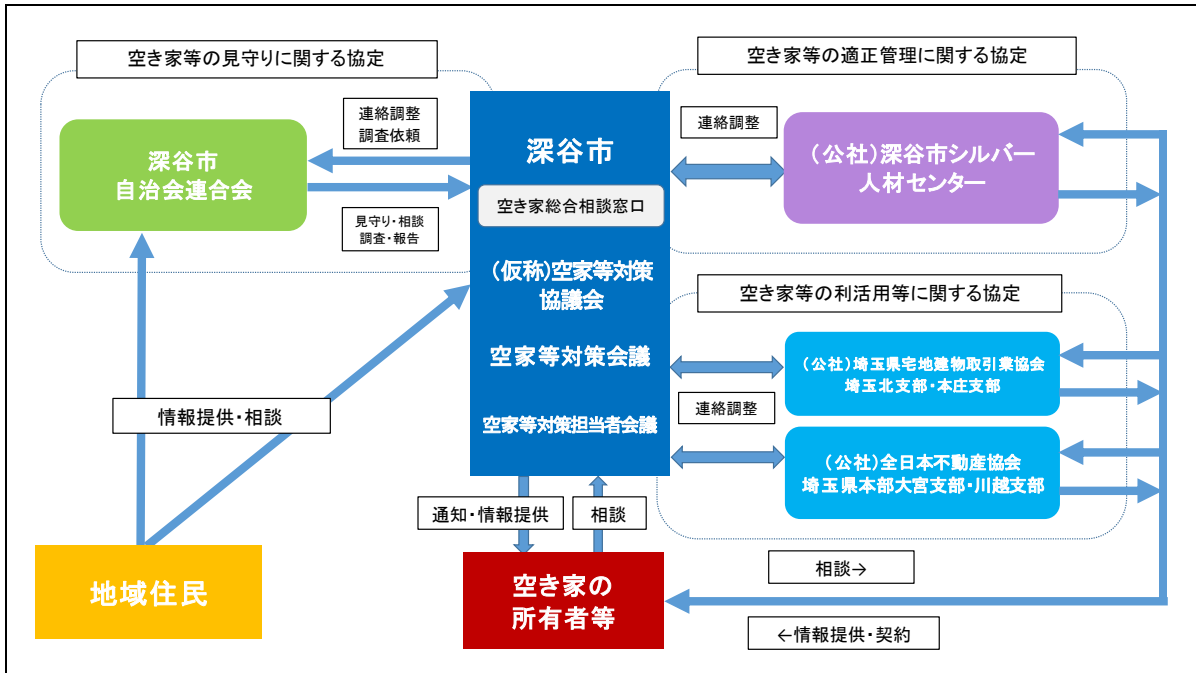 空き家等の見守りに関する協定
空き家等の適正管理に関する協定
連絡調整
調査依頼
深谷市
自治会連合会
見守り・相談
調査・報告
深谷市
空き家総合相談窓口
(仮称)空家等対策
協議会
空家等対策会議
空家等対策担当者会議
連絡調整
(公社)深谷市シルバー
人材センター
空き家等の利活用等に関する協定
(公社)埼玉県宅地建物取引業協会
埼玉北支部・本庄支部
連絡調整
(公社)全日本不動産協会
埼玉県本部大宮支部・川越支部
情報提供・相談
通知・情報提供
相談
地域住民
空き家の
所有者等
相談→
←情報提供・契約